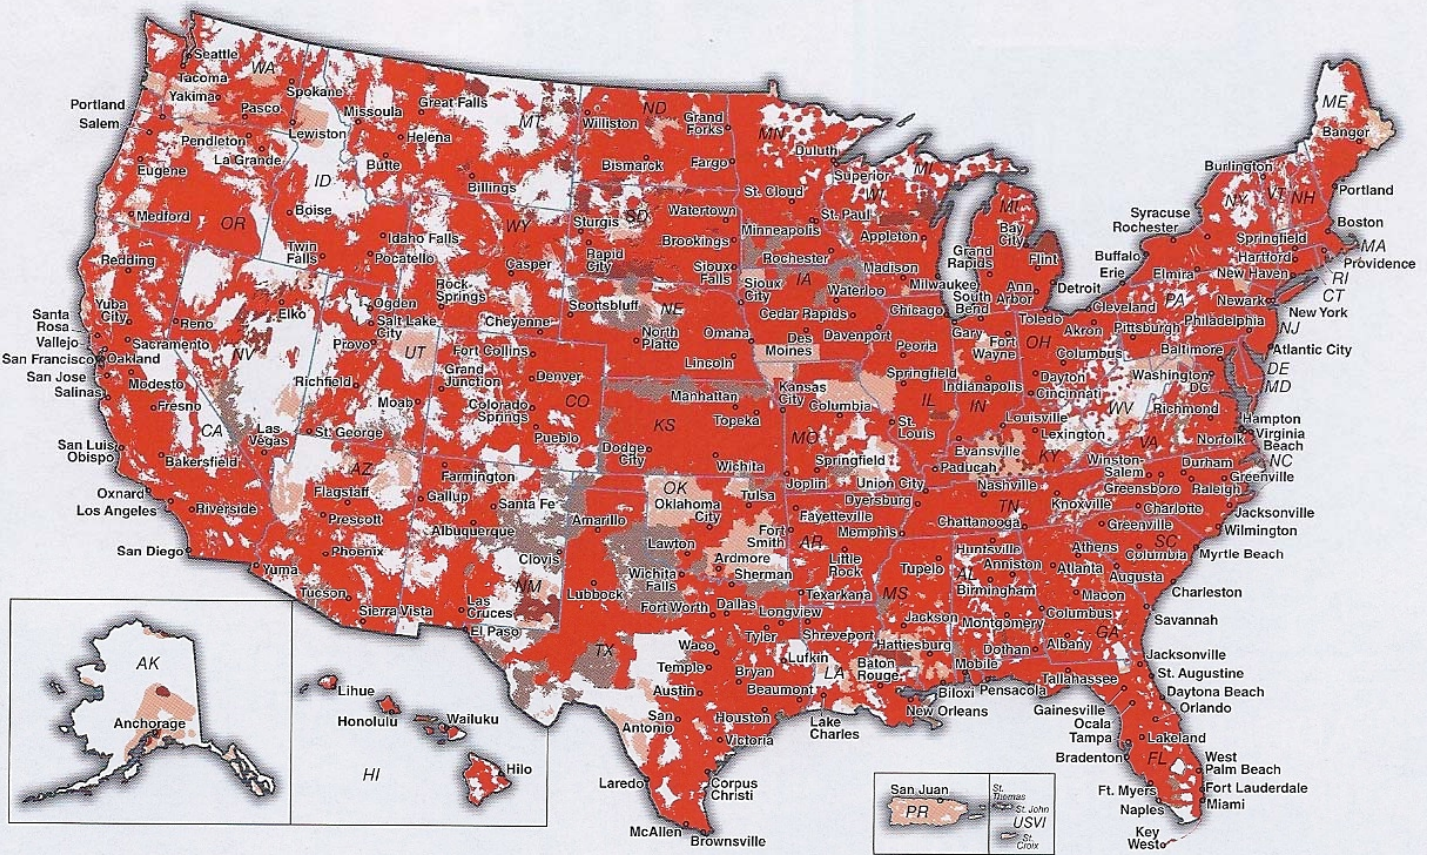 Seattle
Tacoma
WA
Yakima
Spokane
Pasco
Portland
Salem
Pendleton
Lewiston
La Grande
Eugene
Medford
OR
ID
Boise
Twin
Falls
Missoula
Great Falls
Helena
Butte
MT
Billings
Idaho Falls
Pocatello
WY
Casper
Rock
Springs
Cheyenne
Williston
ND
Grand
Forks
Bismarck
Fargo
Sturgis
SD
Watertown
Rapid
City
Brookings
Sioux
Falls
MN
Duluth
St. Cloud
St. Paul
Minneapolis
Rochester
Superior
WI
MI
Appleton
Madison
Milwaukee
MI
Bay
City
Grand
Rapids
Flint
Ann
Arbor
Detroit
South
Bend
ME
Bangor
Burlington
VT
NH
NY
Portland
Boston
MA
Providence
RI
CT
New York
Syracuse
Rochester
Springfield
Hartford
New Haven
Buffalo
Erie
Elmira
PA
Newark
NJ
Cleveland
Pittsburgh
Philadelphia
Atlantic City
DE
MD
Redding
Yuba
City
Santa
Rosa
Vallejo
San Francisco
Oakland
San Jose
Salinas
Sacramento
Modesto
Fresno
CA
San Luis
Obispo
Bakersfield
Oxnard
Los Angeles
Riverside
San Diego
Reno
Elko
NV
Las
Vegas
Ogden
Salt Lake
City
Provo
UT
Richfield
Moab
St. George
Fort Collins
Grand
Junction
Denver
CO
Colorado
Springs
Pueblo
Scottsbluff
NE
North
Platte
Omaha
Lincoln
Sioux
City
IA
Waterloo
Cedar Rapids
Des
Moines
Davenport
Chicago
Peoria
Springfield
IL
Gary
Fort
Wayne
Indianapolis
IN
Toledo
Akron
OH
Columbus
Dayton
Cincinnati
Baltimore
Washington
DC
WV
Richmond
VA
Norfolk
Hampton
Virginia
Beach
Manhattan
Topeka
KS
Dodge
City
Wichita
Kansas
City
Columbia
St.
Louis
MO
Springfield
Joplin
Louisville
Lexington
Evansville
KY
Paducah
Union City
Dyersburg
Nashville
TN
Knoxville
Chattanooga
Memphis
Winston-
Salem
Durham
NC
Greenville
Greensboro
Raleigh
Charlotte
Jacksonville
Wilmington
Greenville
SC
Columbia
Myrtle Beach
Charleston
AZ
Flagstaff
Prescott
Phoenix
Yuma
Tucson
Sierra Vista
Farmington
Gallup
Santa Fe
Albuquerque
Clovis
NM
Las
Cruces
El Paso
OK
Oklahoma
City
Tulsa
Lawton
Ardmore
Fort
Smith
Fayetteville
AR
Little
Rock
Texarkana
Amarillo
Lubbock
Wichita
Falls
Sherman
Fort Worth
Dallas
Longview
TX
Waco
Tyler
Temple
Bryan
Lufkin
Austin
Beaumont
San
Antonio
Houston
Victoria
Laredo
Corpus
Christi
McAllen
Brownsville
Shreveport
LA
Baton
Rouge
Lake
Charles
New Orleans
Tupelo
MS
Jackson
Hattiesburg
Biloxi
Huntsville
Anniston
AL
Birmingham
Montgomery
Dothan
Mobile
Athens
Atlanta
Augusta
Macon
Columbus
GA
Albany
Savannah
Pensacola
Tallahassee
Jacksonville
St. Augustine
Daytona Beach
Orlando
Gainesville
Ocala
Tampa
Lakeland
Bradenton
FL
West
Palm Beach
Ft. Myers
Fort Lauderdale
Naples
Miami
Key
West
AK
Anchorage
Lihue
Honolulu
Wailuku
Hilo
HI
San Juan
PR
St.
Thomas
St. John
USVI
St.
Croix